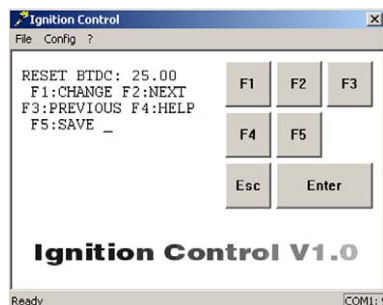 Ignition Control
File Config ?
RESET BTDC: 25.00
F1:CHANGE F2:NEXT
F3:PREVIOUS F4:HELP
F5:SAVE _
F1 F2 F3
F4 F5
Esc Enter
Ignition Control V1.0
Ready COM1: